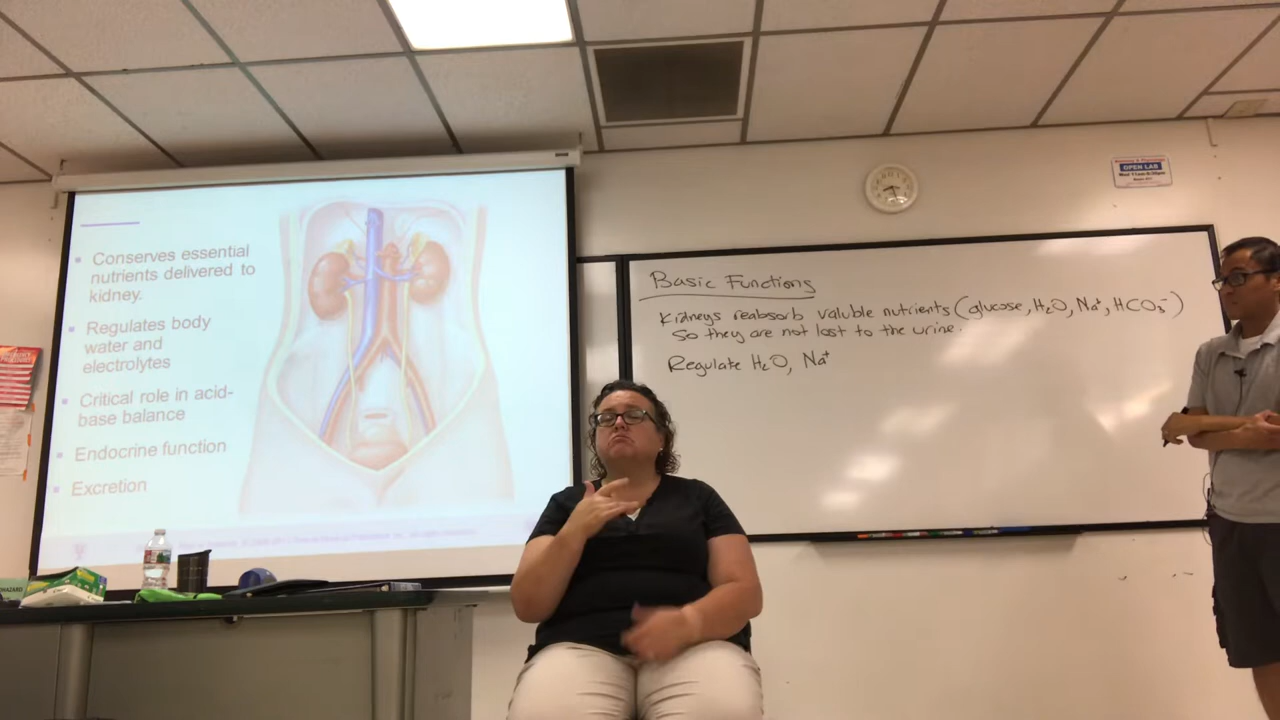 Conserves essential
nutrients delivered to
kidney.
Regulates body
water and
electrolytes
Critical role in acid-
base balance
Endocrine function
Excretion
Basic Functions
Kidneys reabsorb valuble nutrients (glucose, H₂O, Na⁺, HCO₃⁻)
So they are not lost to the urine.
Regulate H₂O, Na⁺
OPEN LAB